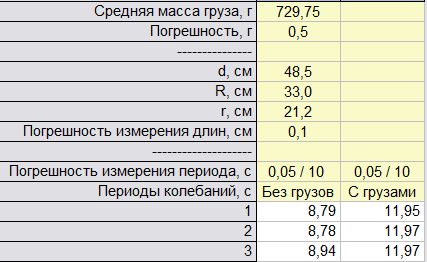 Средняя масса груза, г 729,75
Погрешность, г 0,5
---------------
d, см 48,5
R, см 33,0
r, см 21,2
Погрешность измерения длин, см 0,1
--------------------
Погрешность измерения периода, с 0,05 / 10 0,05 / 10
Периоды колебаний, с Без грузов С грузами
1 8,79 11,95
2 8,78 11,97
3 8,94 11,97